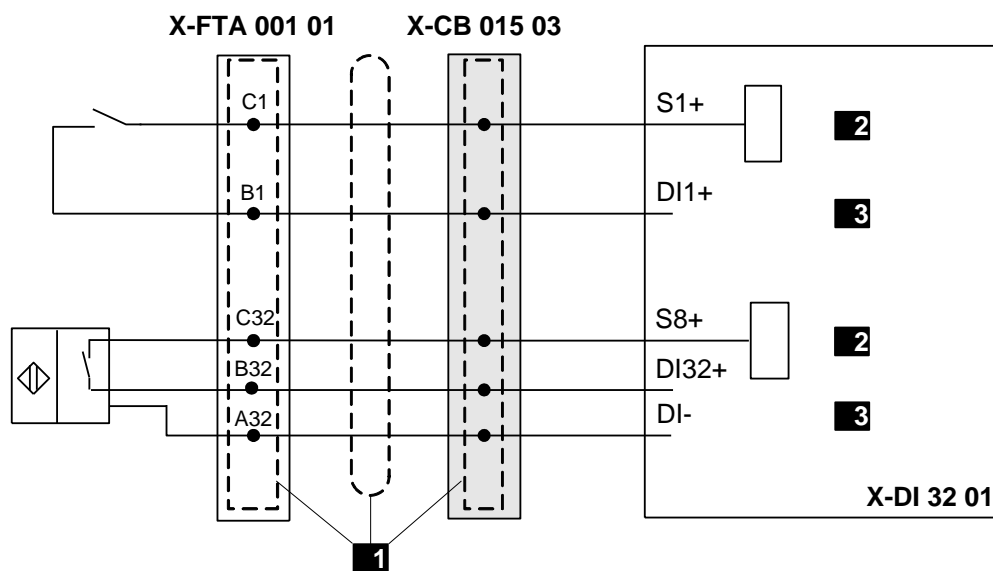 X-FTA 001 01
X-CB 015 03
C1
S1+
2
B1
DI1+
3
C32
S8+
2
B32
DI32+
A32
DI-
3
X-DI 32 01
1